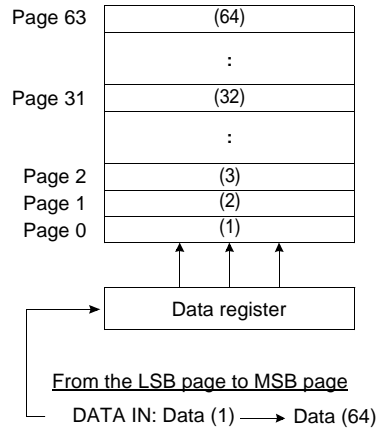 Page 63 (64)
:
Page 31 (32)
:
Page 2 (3)
Page 1 (2)
Page 0 (1)
Data register
From the LSB page to MSB page
DATA IN: Data (1) Data (64)